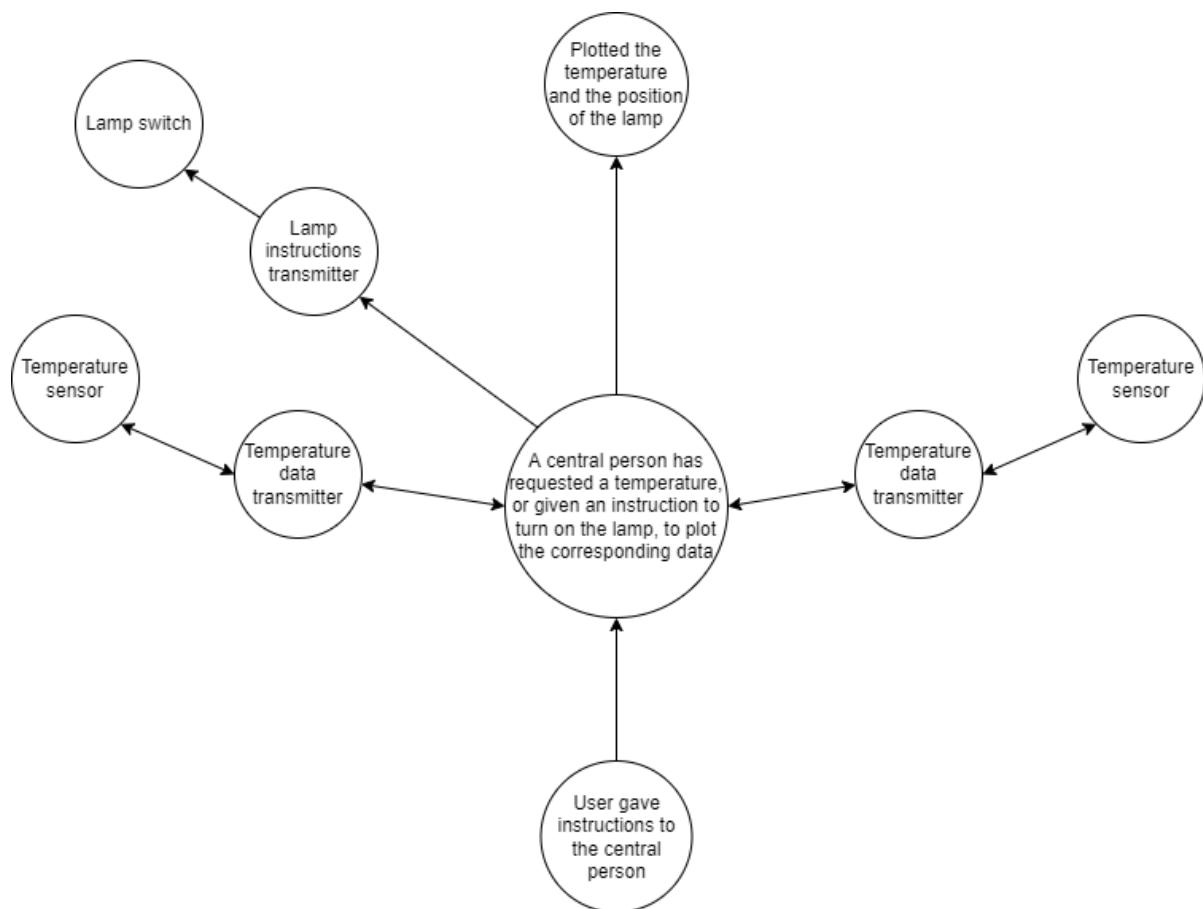 Plotted the
temperature
and the position
of the lamp
Lamp switch
Lamp
instructions
transmitter
Temperature
sensor
Temperature
data
transmitter
A central person has
requested a temperature,
or given an instruction to
turn on the lamp, to plot
the corresponding data
Temperature
data
transmitter
Temperature
sensor
User gave
instructions to
the central
person